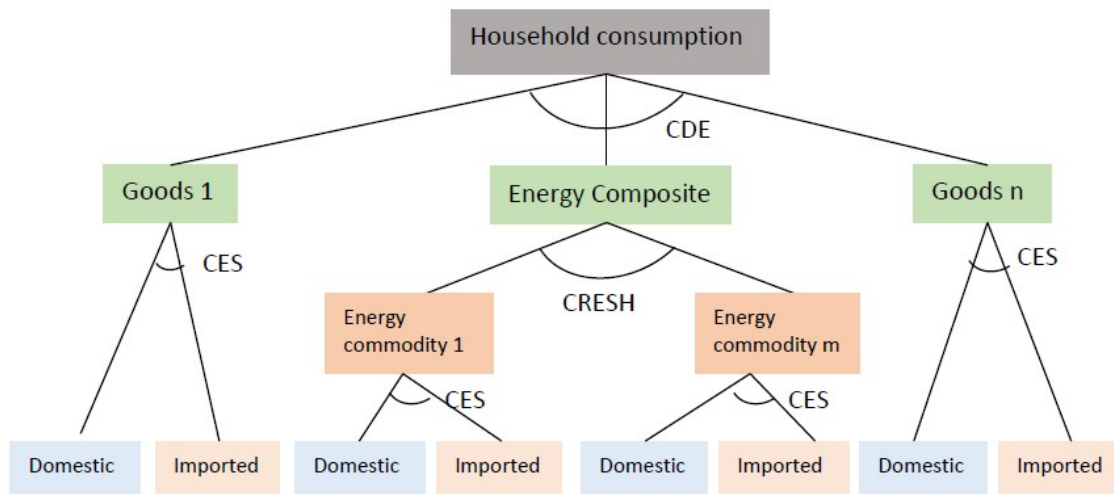 Household consumption
CDE
Goods 1
Energy Composite
Goods n
CES
CES
CRESH
Energy
commodity 1
Energy
commodity m
CES
CES
Domestic
Imported
Domestic
Imported
Domestic
Imported
Domestic
Imported